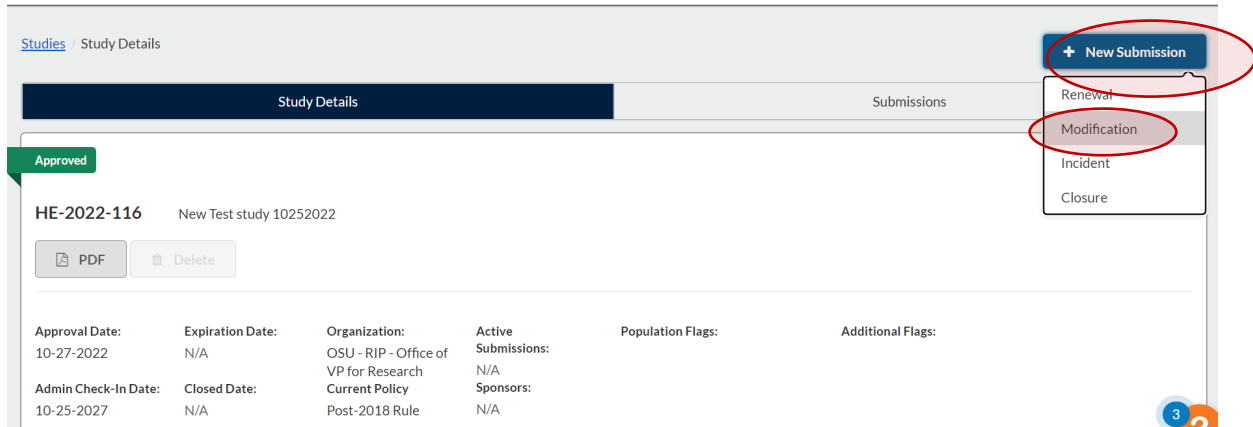 Studies / Study Details
+ New Submission
Study Details
Submissions
Renewal
Modification
Incident
Closure
Approved
HE-2022-116 New Test study 10252022
PDF
Delete
Approval Date: Expiration Date: Organization: Active Submissions: Population Flags: Additional Flags:
10-27-2022 N/A OSU - RIP - Office of VP for Research N/A
Admin Check-In Date: Closed Date: Current Policy Sponsors:
10-25-2027 N/A Post-2018 Rule N/A
3